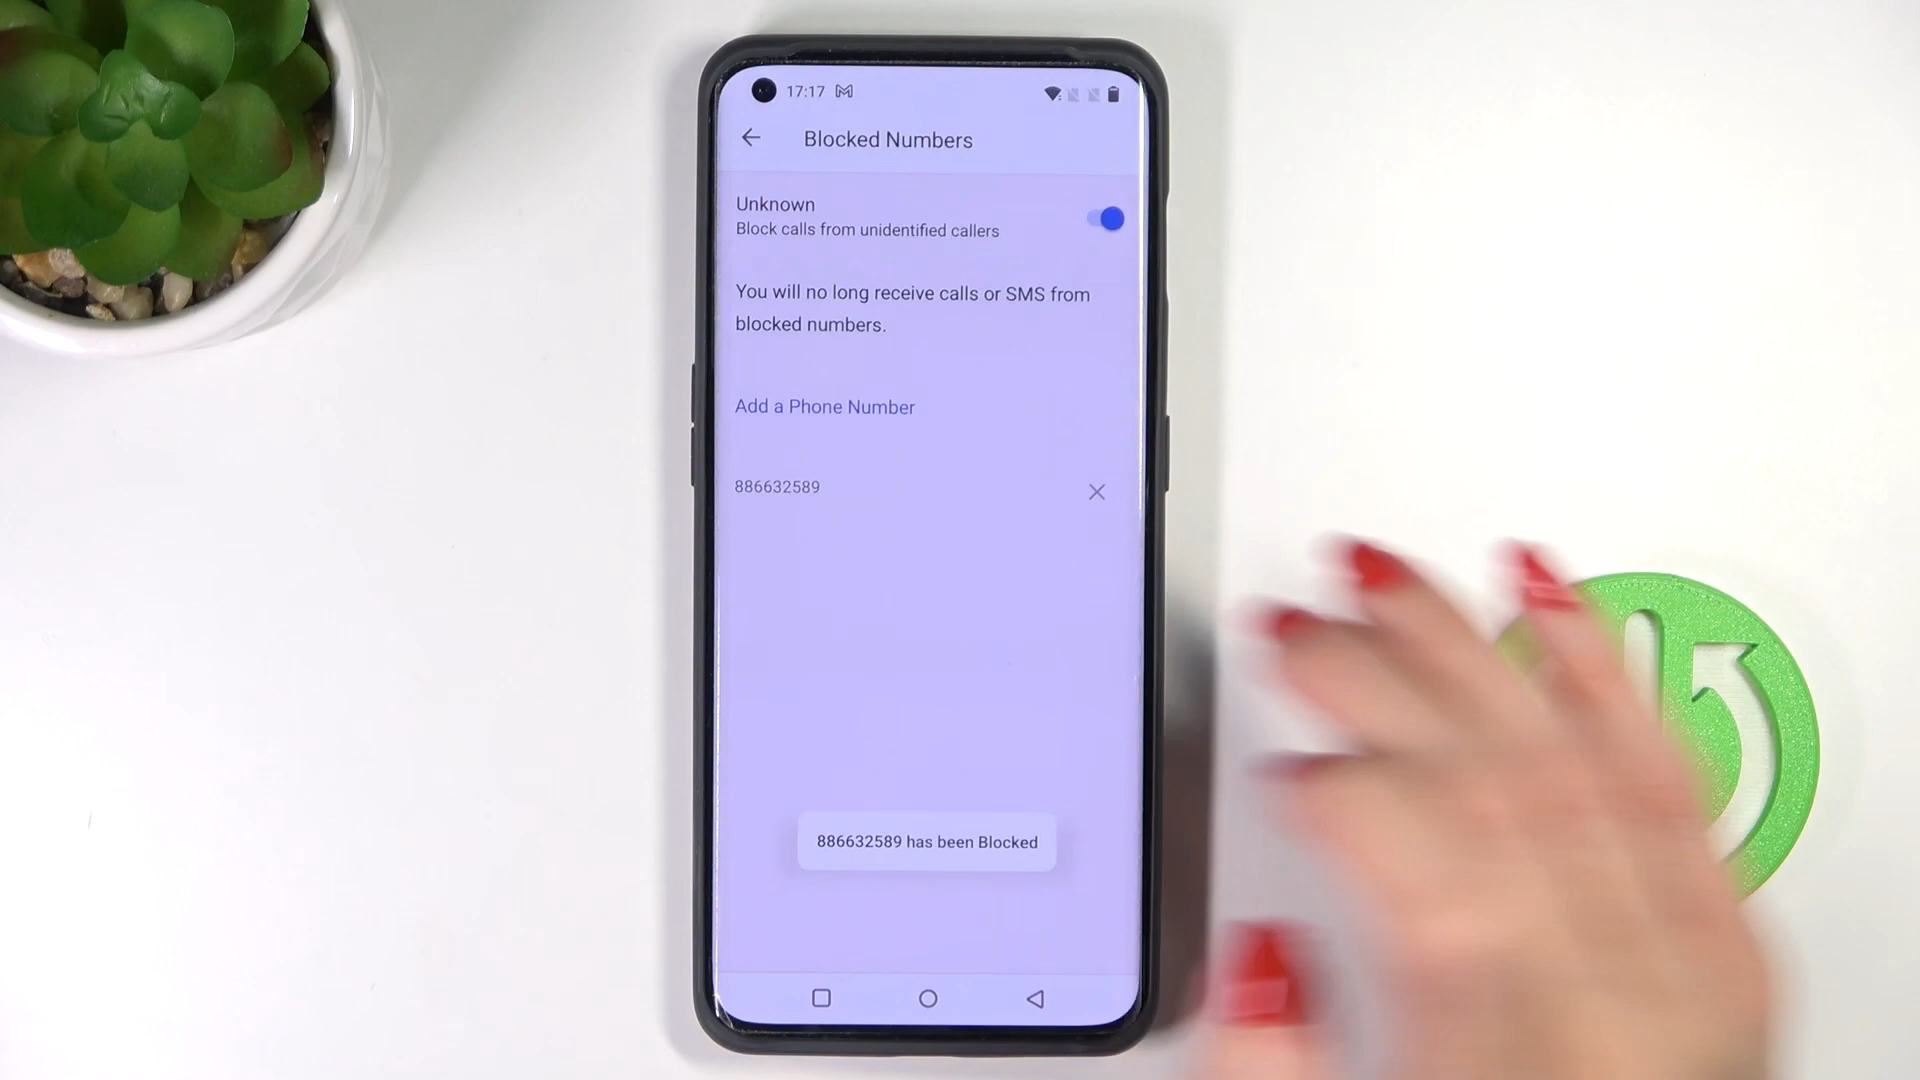 17:17
Blocked Numbers
Unknown
Block calls from unidentified callers
You will no long receive calls or SMS from
blocked numbers.
Add a Phone Number
886632589
886632589 has been Blocked